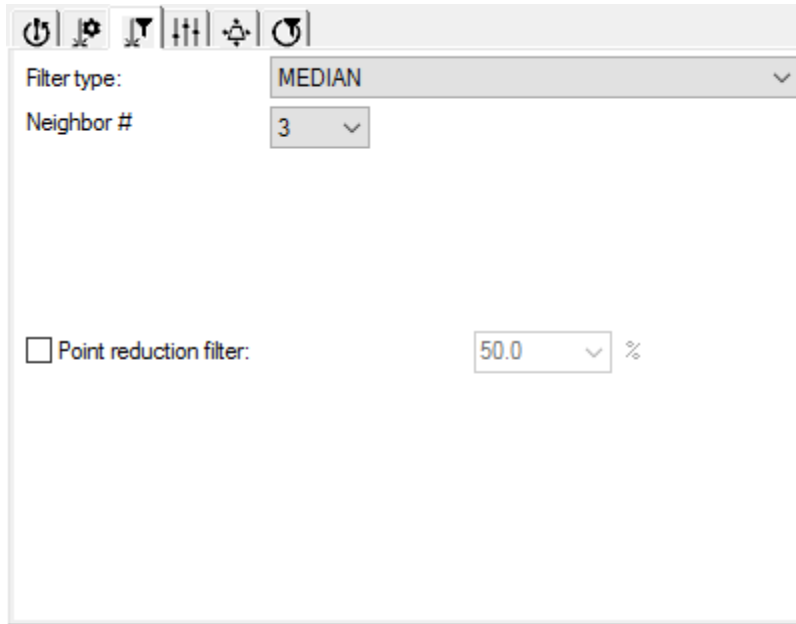 Filter type: MEDIAN
Neighbor # 3
Point reduction filter: 50.0 %